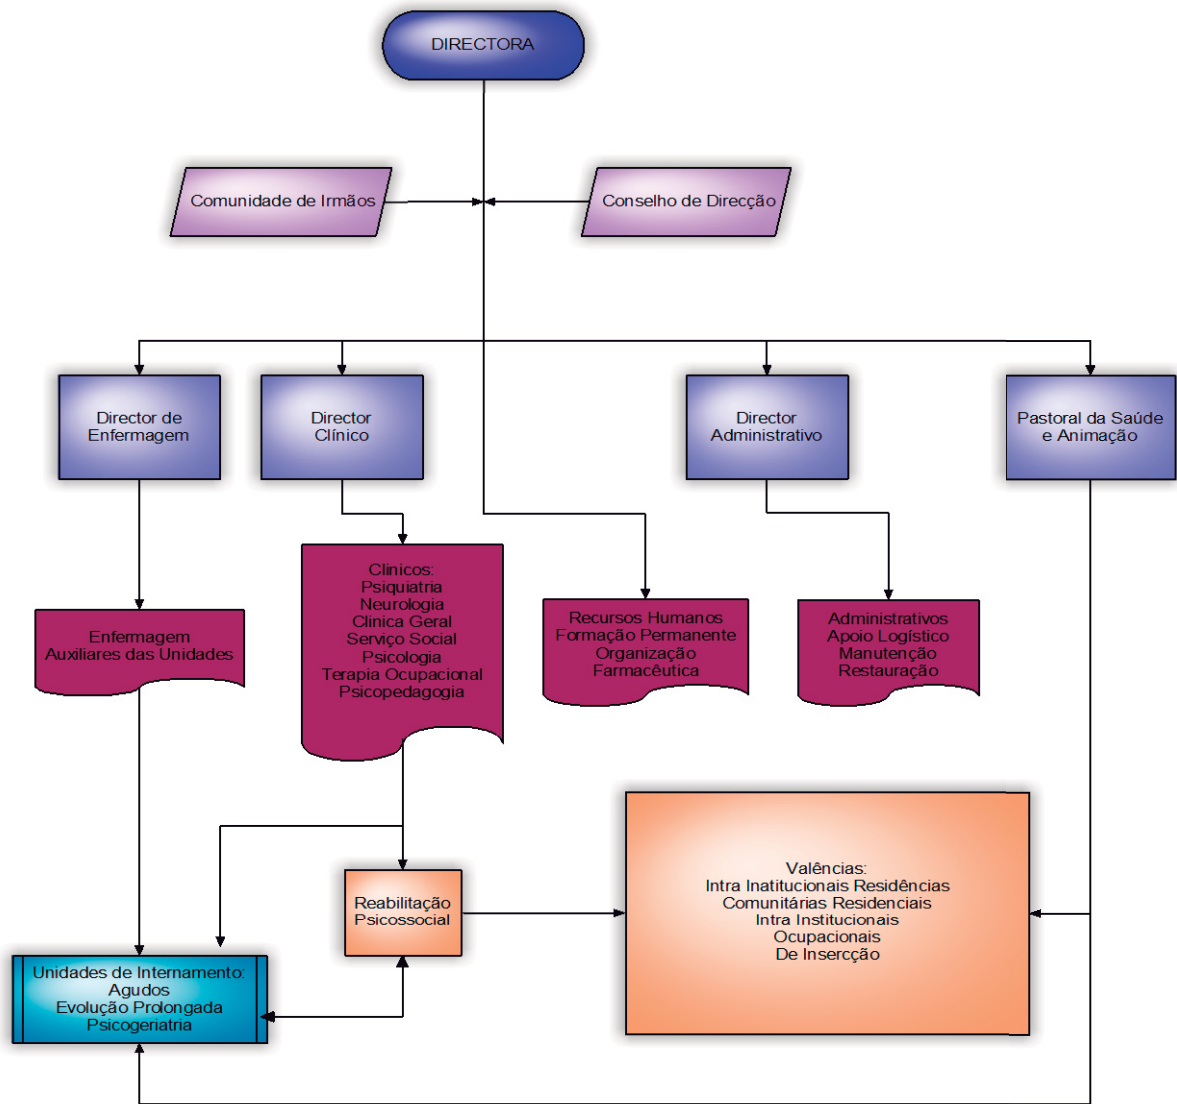 DIRECTORA
Comunidade de Irmãos
Conselho de Direcção
Director de
Enfermagem
Director
Clínico
Director
Administrativo
Pastoral da Saúde
e Animação
Clinicos:
Psiquiatria
Neurologia
Clinica Geral
Serviço Social
Psicologia
Terapia Ocupacional
Psicopedagogia
Enfermagem
Auxiliares das Unidades
Recursos Humanos
Formação Permanente
Organização
Farmacêutica
Administrativos
Apoio Logístico
Manutenção
Restauração
Valências:
Intra Inatitucionais Residências
Comunitárias Residenciais
Intra Institucionais
Ocupacionais
De Insercção
Reabilitação
Psicossocial
Unidades de Internamento:
Agudos
Evolução Prolongada
Psicogeriatria